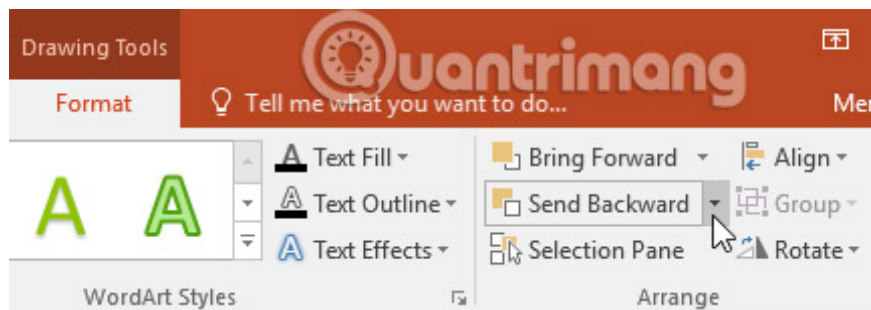 Drawing Tools
Quantrimang
Format
Tell me what you want to do...
A
A
A Text Fill
A Text Outline
A Text Effects
WordArt Styles
Bring Forward
Send Backward
Selection Pane
Align
Group
Rotate
Arrange